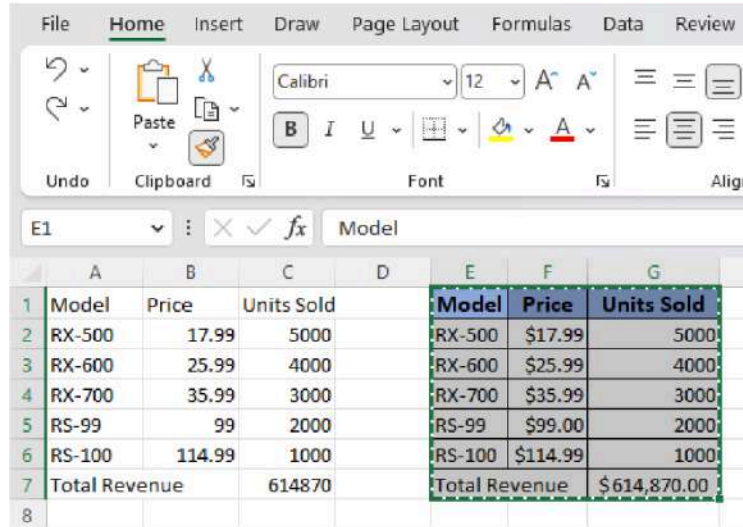 File Home Insert Draw Page Layout Formulas Data Review
Calibri 12 A^ A˅
Paste
B I U A
Undo Clipboard Font Alig
E1 fx Model
A B C D E F G
1 Model Price Units Sold Model Price Units Sold
2 RX-500 17.99 5000 RX-500 $17.99 5000
3 RX-600 25.99 4000 RX-600 $25.99 4000
4 RX-700 35.99 3000 RX-700 $35.99 3000
5 RS-99 99 2000 RS-99 $99.00 2000
6 RS-100 114.99 1000 RS-100 $114.99 1000
7 Total Revenue 614870 Total Revenue $614,870.00
8